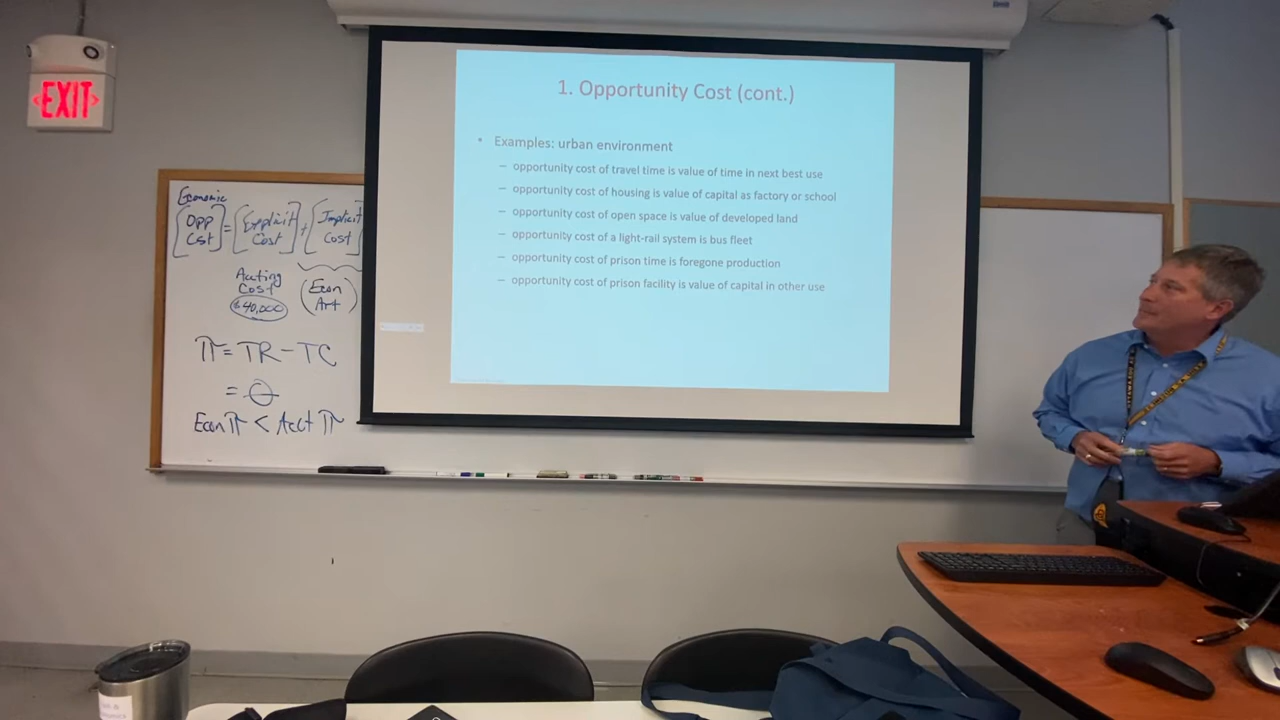 EXIT
1. Opportunity Cost (cont.)
• Examples: urban environment
– opportunity cost of travel time is value of time in next best use
– opportunity cost of housing is value of capital as factory or school
– opportunity cost of open space is value of developed land
– opportunity cost of a light-rail system is bus fleet
– opportunity cost of prison time is foregone production
– opportunity cost of prison facility is value of capital in other use
Economic
[Opp Cst] = [Explicit Cost] + [Implicit Cost]
Acctng Cost
$40,000
(Econ Art)
π = TR − TC
= 0
Econ π < Acct π